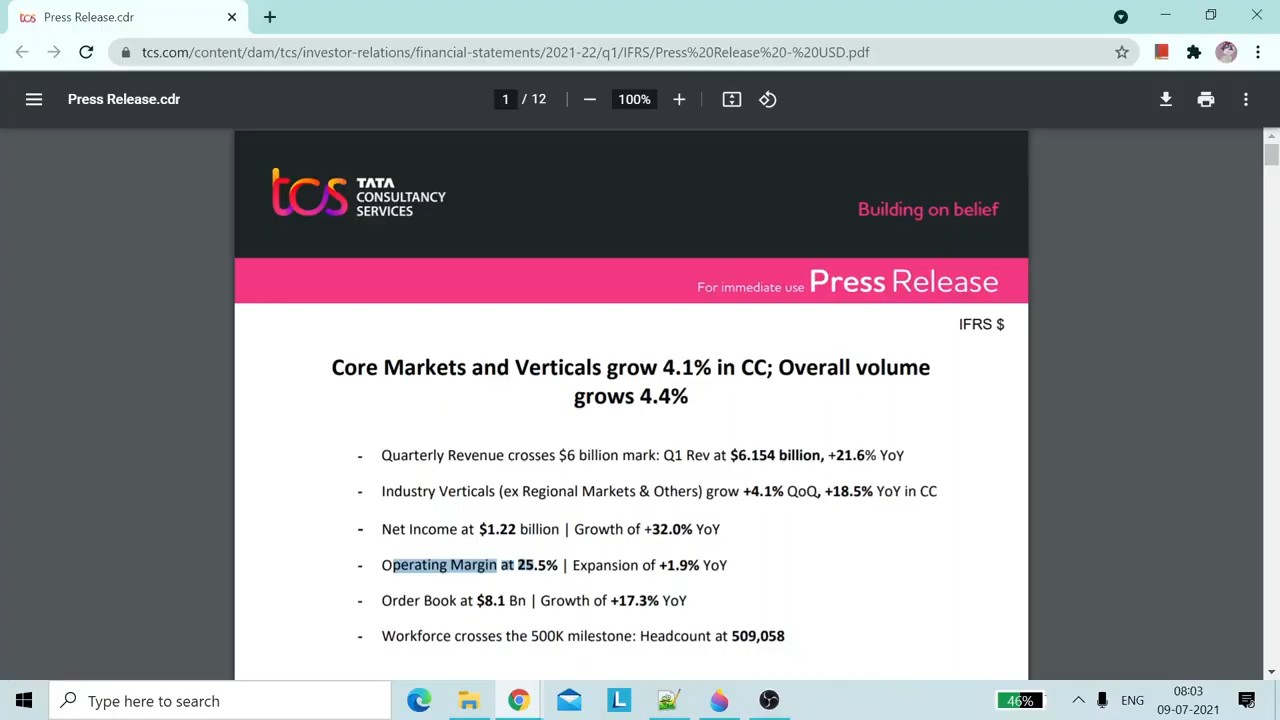 tcs Press Release.cdr
tcs.com/content/dam/tcs/investor-relations/financial-statements/2021-22/q1/IFRS/Press%20Release%20-%20USD.pdf
Press Release.cdr
1 / 12
100%
tcs TATA
CONSULTANCY
SERVICES
Building on belief
For immediate use Press Release
IFRS $
Core Markets and Verticals grow 4.1% in CC; Overall volume
grows 4.4%
- Quarterly Revenue crosses $6 billion mark: Q1 Rev at $6.154 billion, +21.6% YoY
- Industry Verticals (ex Regional Markets & Others) grow +4.1% QoQ, +18.5% YoY in CC
- Net Income at $1.22 billion | Growth of +32.0% YoY
- Operating Margin at 25.5% | Expansion of +1.9% YoY
- Order Book at $8.1 Bn | Growth of +17.3% YoY
- Workforce crosses the 500K milestone: Headcount at 509,058
Type here to search
L
46%
ENG
08:03
09-07-2021